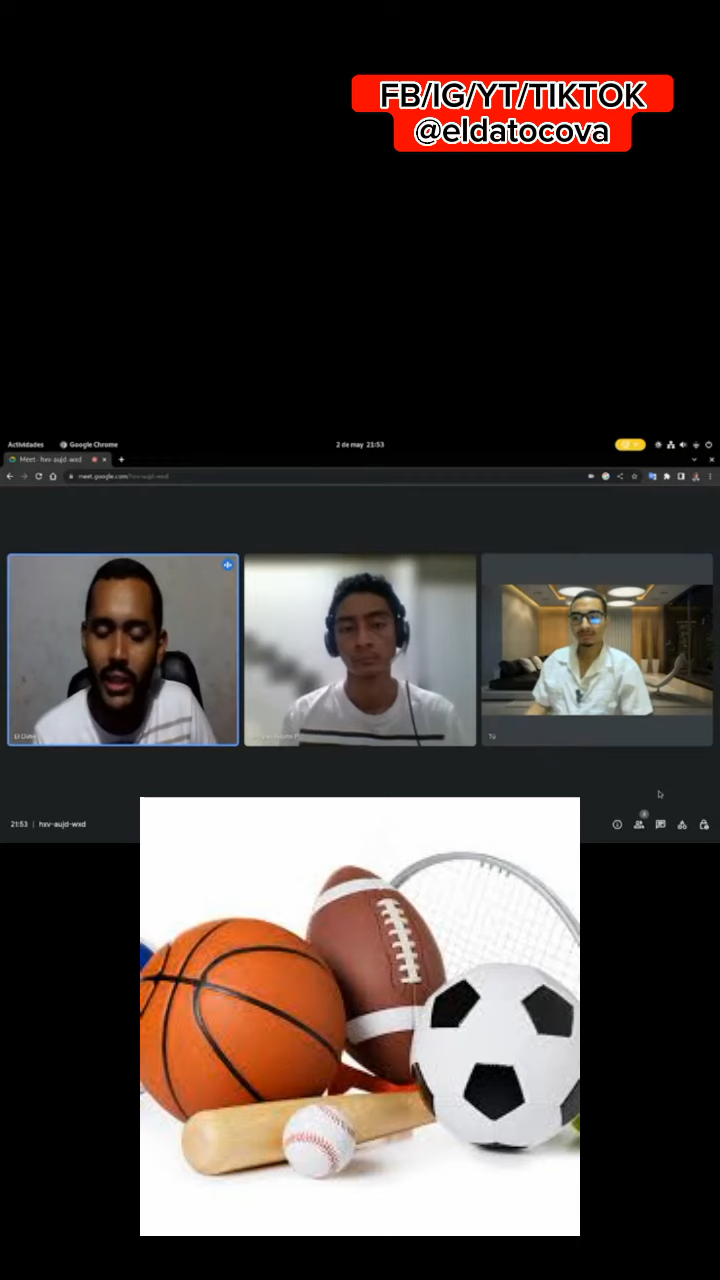 FB/IG/YT/TIKTOK
@eldatocova
Actividades
Google Chrome
2 de may 21:53
Meet - hxv-aujd-wxd
meet.google.com/hxv-aujd-wxd
Tú
21:53 | hxv-aujd-wxd
3